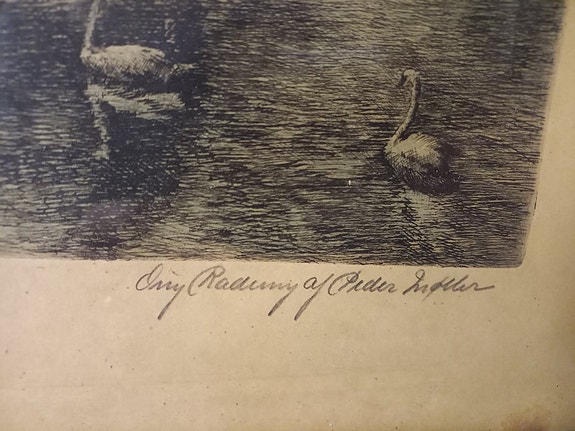 Orig Radering af Peder Møller